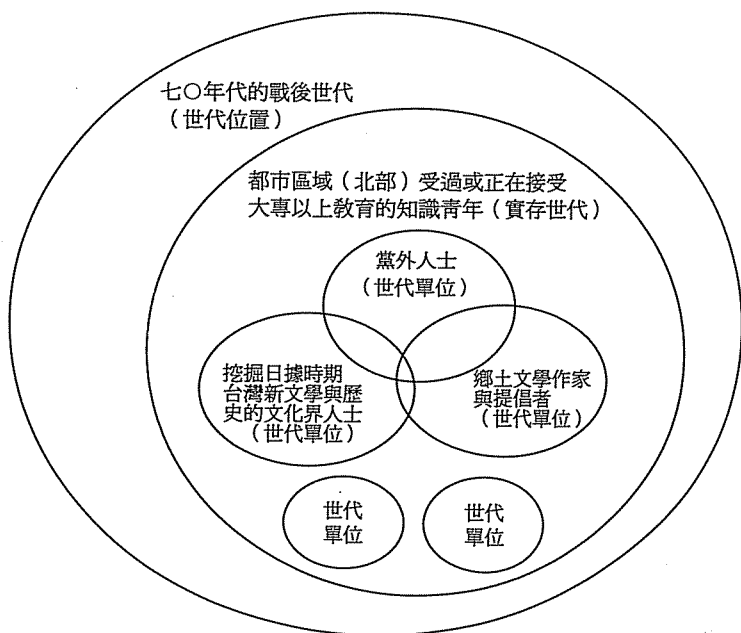 七〇年代的戰後世代
(世代位置)
都市區域(北部)受過或正在接受
大專以上教育的知識青年(實存世代)
黨外人士
(世代單位)
挖掘日據時期
台灣新文學與歷
史的文化界人士
(世代單位)
鄉土文學作家
與提倡者
(世代單位)
世代
單位
世代
單位